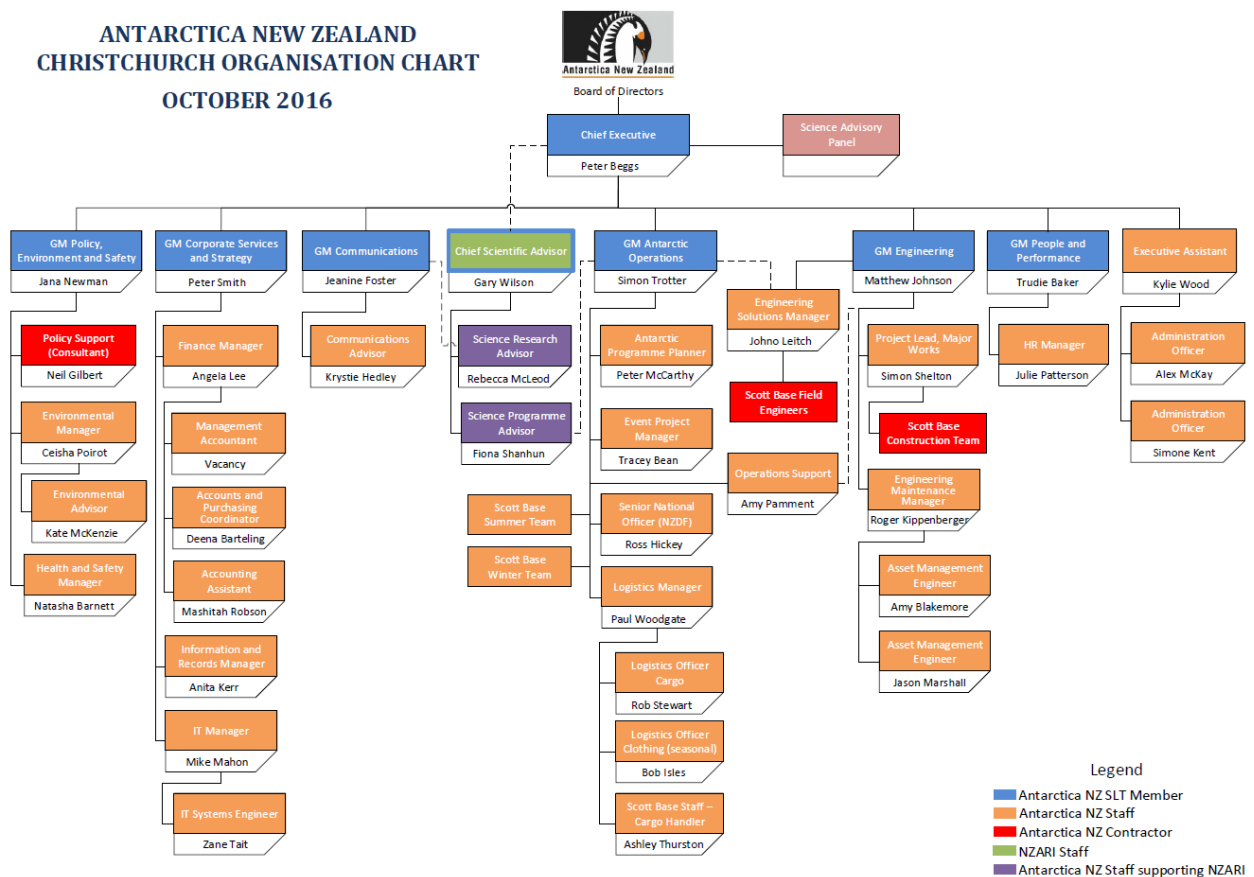 ANTARCTICA NEW ZEALAND
CHRISTCHURCH ORGANISATION CHART
OCTOBER 2016
Antarctica New Zealand
Board of Directors
Chief Executive
Peter Beggs
Science Advisory
Panel
GM Policy,
Environment and Safety
Jana Newman
GM Corporate Services
and Strategy
Peter Smith
GM Communications
Jeanine Foster
Chief Scientific Advisor
Gary Wilson
GM Antarctic
Operations
Simon Trotter
GM Engineering
Matthew Johnson
GM People and
Performance
Trudie Baker
Executive Assistant
Kylie Wood
Policy Support
(Consultant)
Neil Gilbert
Environmental
Manager
Ceisha Poirot
Environmental
Advisor
Kate McKenzie
Health and Safety
Manager
Natasha Barnett
Finance Manager
Angela Lee
Management
Accountant
Vacancy
Accounts and
Purchasing
Coordinator
Deena Barteling
Accounting
Assistant
Mashitah Robson
Information and
Records Manager
Anita Kerr
IT Manager
Mike Mahon
IT Systems Engineer
Zane Tait
Communications
Advisor
Krystie Hedley
Science Research
Advisor
Rebecca McLeod
Science Programme
Advisor
Fiona Shanhun
Scott Base
Summer Team
Scott Base
Winter Team
Antarctic
Programme Planner
Peter McCarthy
Event Project
Manager
Tracey Bean
Senior National
Officer (NZDF)
Ross Hickey
Logistics Manager
Paul Woodgate
Logistics Officer
Cargo
Rob Stewart
Logistics Officer
Clothing (seasonal)
Bob Isles
Scott Base Staff –
Cargo Handler
Ashley Thurston
Engineering
Solutions Manager
Johno Leitch
Scott Base Field
Engineers
Operations Support
Amy Pamment
Project Lead, Major
Works
Simon Shelton
Scott Base
Construction Team
Engineering
Maintenance
Manager
Roger Kippenberger
Asset Management
Engineer
Amy Blakemore
Asset Management
Engineer
Jason Marshall
HR Manager
Julie Patterson
Administration
Officer
Alex McKay
Administration
Officer
Simone Kent
Legend
Antarctica NZ SLT Member
Antarctica NZ Staff
Antarctica NZ Contractor
NZARI Staff
Antarctica NZ Staff supporting NZARI